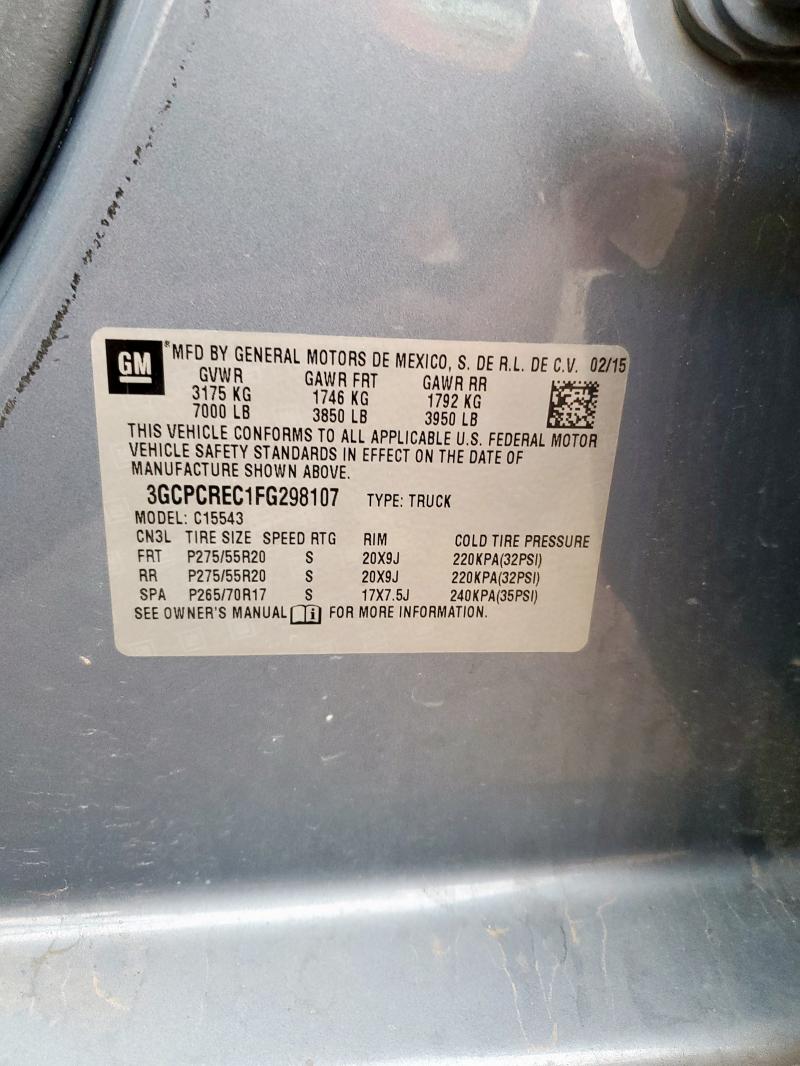 GM
® MFD BY GENERAL MOTORS DE MEXICO, S. DE R.L. DE C.V. 02/15
GVWR GAWR FRT GAWR RR
3175 KG 1746 KG 1792 KG
7000 LB 3850 LB 3950 LB
THIS VEHICLE CONFORMS TO ALL APPLICABLE U.S. FEDERAL MOTOR
VEHICLE SAFETY STANDARDS IN EFFECT ON THE DATE OF
MANUFACTURE SHOWN ABOVE.
3GCPCREC1FG298107 TYPE: TRUCK
MODEL: C15543
CN3L TIRE SIZE SPEED RTG RIM COLD TIRE PRESSURE
FRT P275/55R20 S 20X9J 220KPA(32PSI)
RR P275/55R20 S 20X9J 220KPA(32PSI)
SPA P265/70R17 S 17X7.5J 240KPA(35PSI)
SEE OWNER'S MANUAL i FOR MORE INFORMATION.